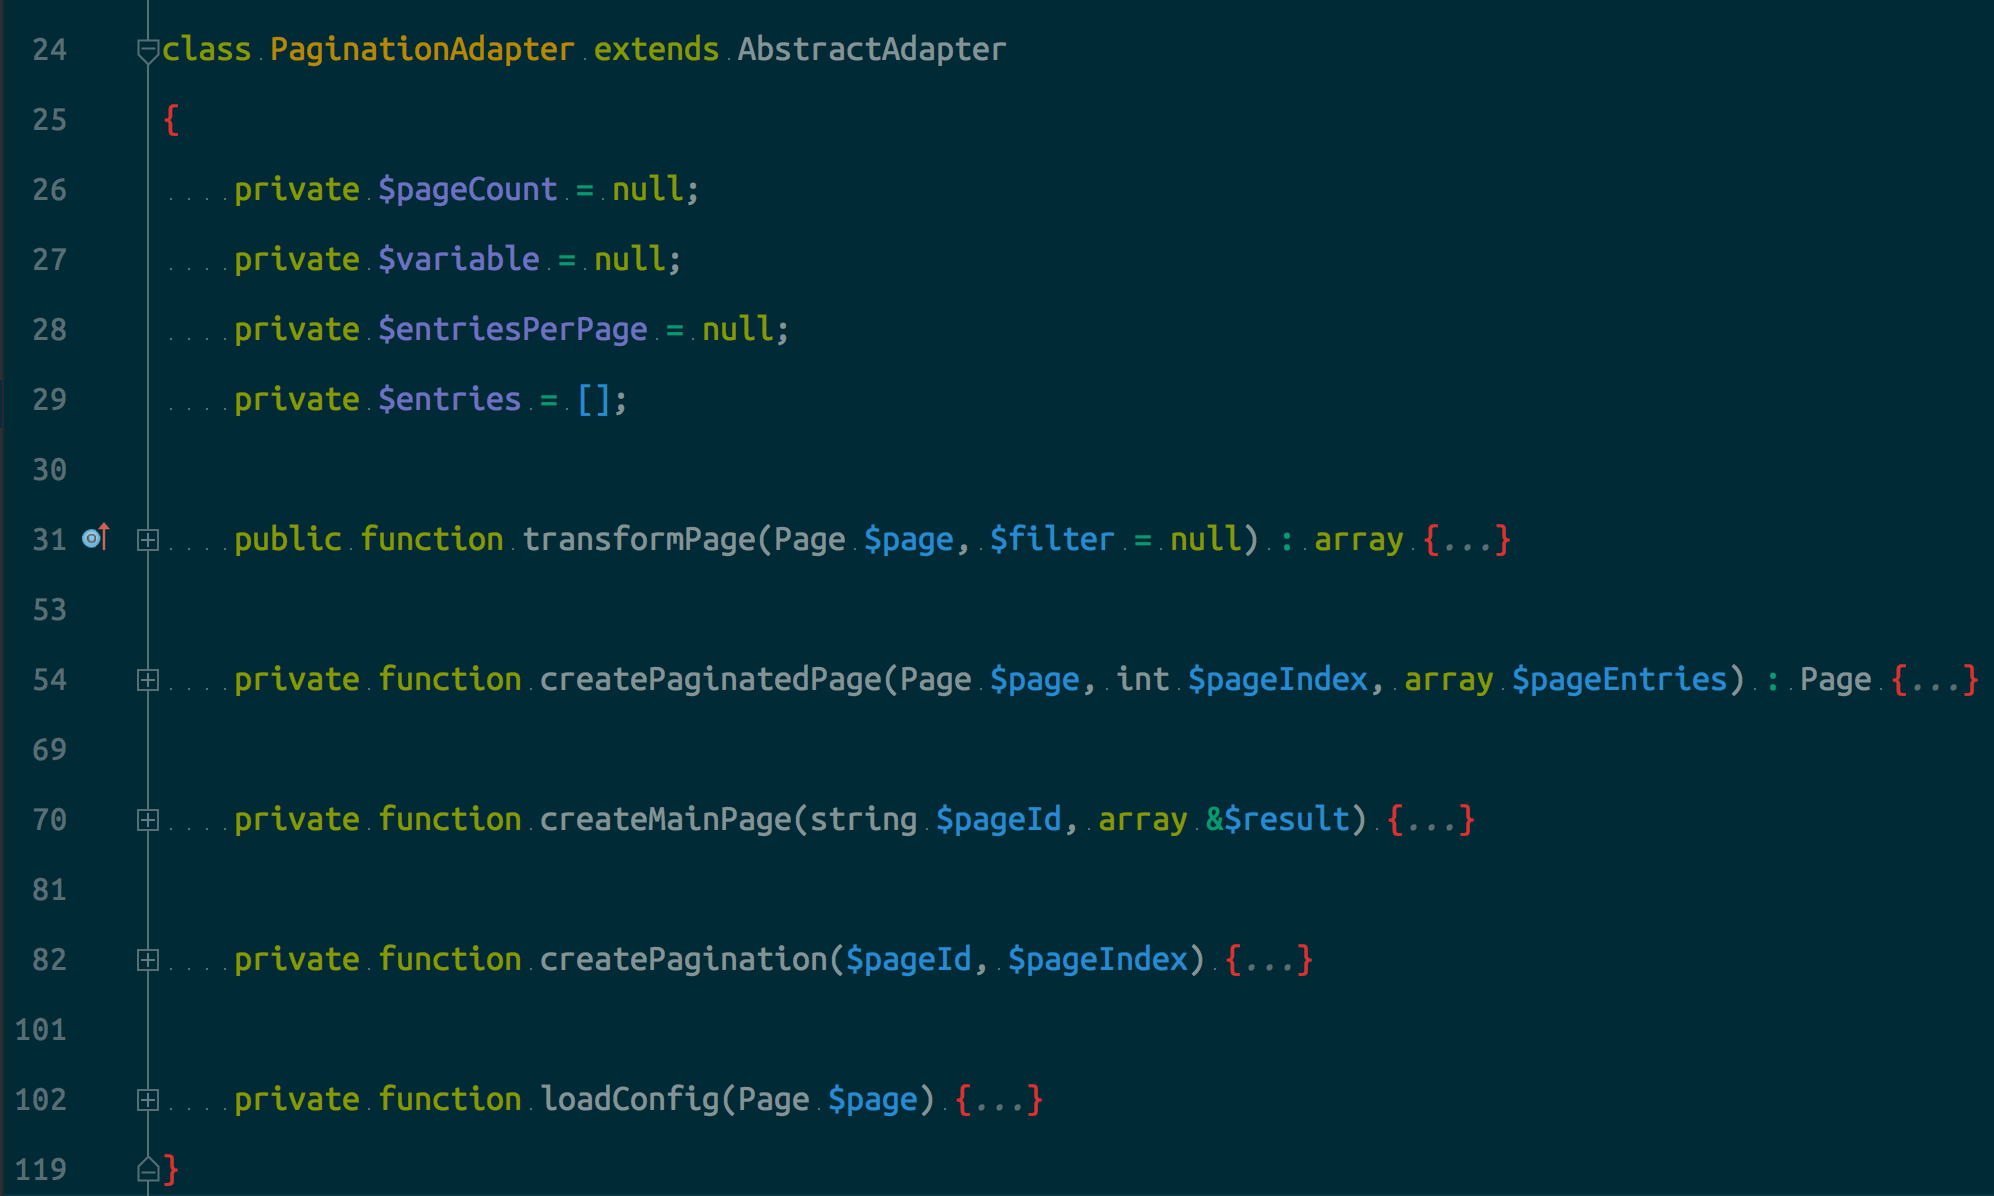 24 class PaginationAdapter extends AbstractAdapter
25 {
26     private $pageCount = null;
27     private $variable = null;
28     private $entriesPerPage = null;
29     private $entries = [];
30
31     public function transformPage(Page $page, $filter = null) : array {...}
53
54     private function createPaginatedPage(Page $page, int $pageIndex, array $pageEntries) : Page {...}
69
70     private function createMainPage(string $pageId, array &$result) {...}
81
82     private function createPagination($pageId, $pageIndex) {...}
101
102     private function loadConfig(Page $page) {...}
119 }